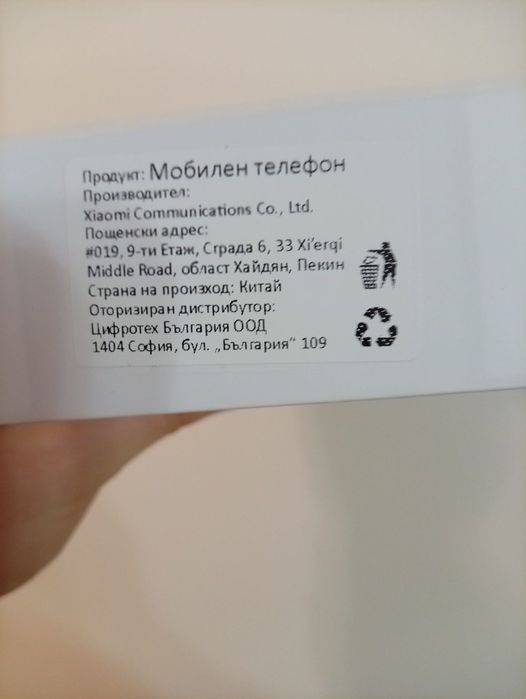 Продукт: Мобилен телефон
Производител:
Xiaomi Communications Co., Ltd.
Пощенски адрес:
#019, 9-ти Етаж, Сграда 6, 33 Xi'erqi
Middle Road, област Хайдян, Пекин
Страна на произход: Китай
Оторизиран дистрибутор:
Цифротех България ООД
1404 София, бул. „България“ 109